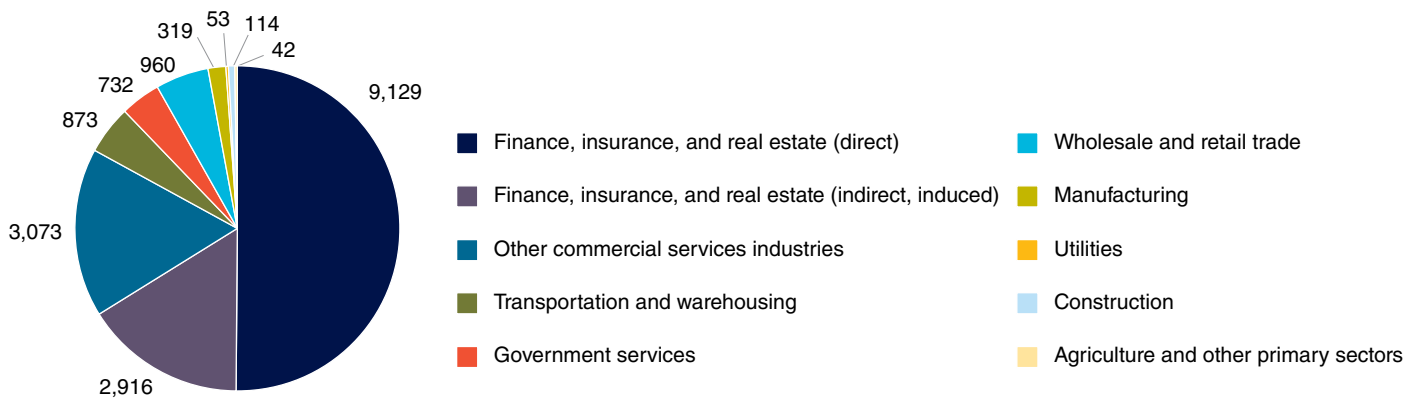 53
114
319
42
960
732
9,129
873
3,073
2,916
Finance, insurance, and real estate (direct)
Finance, insurance, and real estate (indirect, induced)
Other commercial services industries
Transportation and warehousing
Government services
Wholesale and retail trade
Manufacturing
Utilities
Construction
Agriculture and other primary sectors